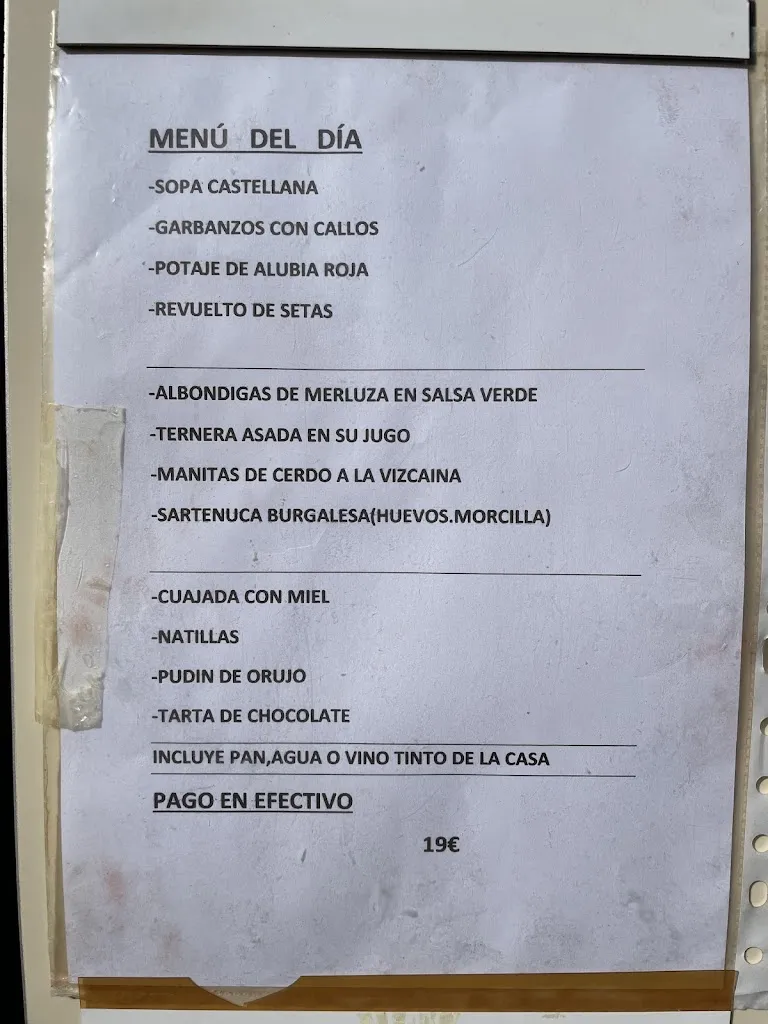 MENÚ DEL DÍA
-SOPA CASTELLANA
-GARBANZOS CON CALLOS
-POTAJE DE ALUBIA ROJA
-REVUELTO DE SETAS
-ALBONDIGAS DE MERLUZA EN SALSA VERDE
-TERNERA ASADA EN SU JUGO
-MANITAS DE CERDO A LA VIZCAINA
-SARTENUCA BURGALESA(HUEVOS.MORCILLA)
-CUAJADA CON MIEL
-NATILLAS
-PUDIN DE ORUJO
-TARTA DE CHOCOLATE
INCLUYE PAN,AGUA O VINO TINTO DE LA CASA
PAGO EN EFECTIVO
19€